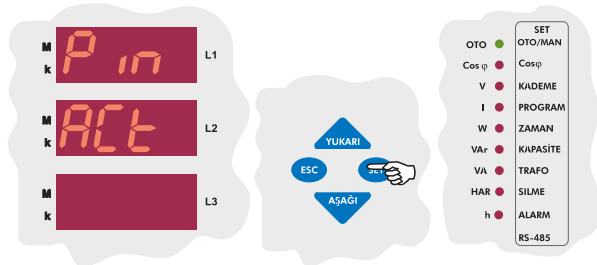 M
k
P in
L1
M
k
ACt
L2
M
k
L3
YUKARI
ESC
SET
AŞAĞI
SET
OTO OTO/MAN
Cos φ Cosφ
V KADEME
I PROGRAM
W ZAMAN
VAr KAPASİTE
VA TRAFO
HAR SİLME
h ALARM
RS-485